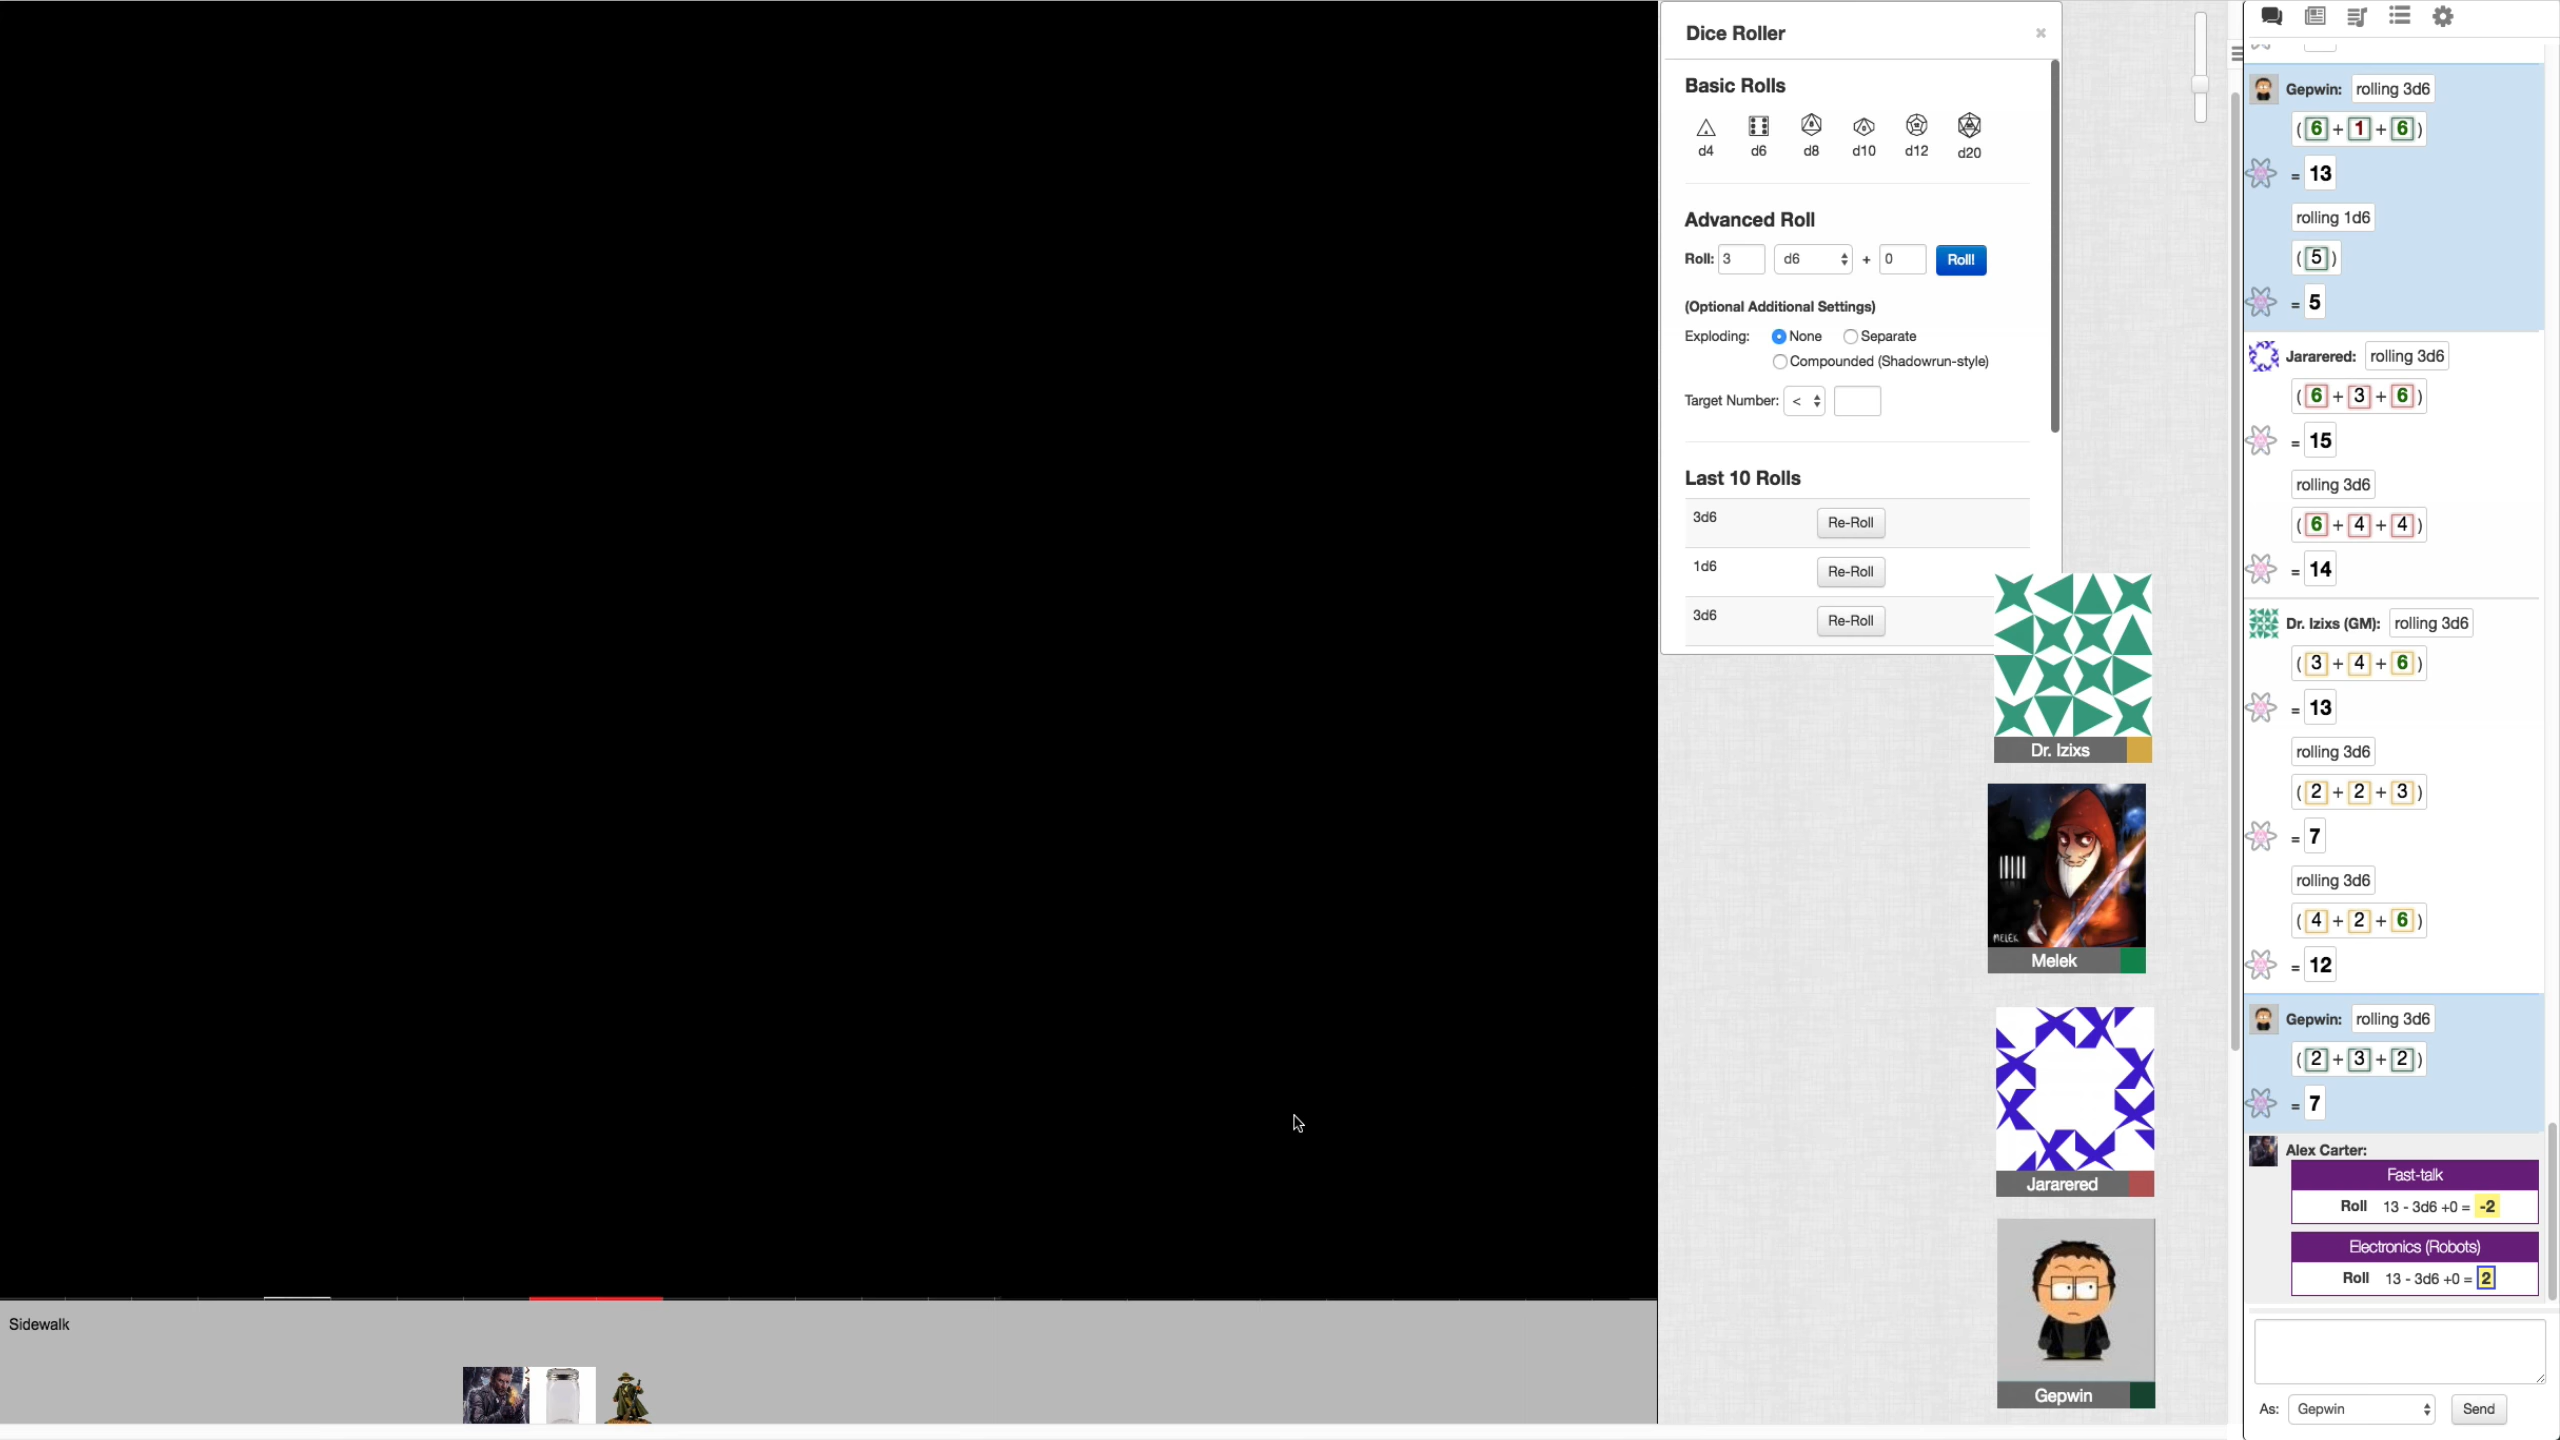 Dice Roller ×
Basic Rolls
d4 d6 d8 d10 d12 d20
Advanced Roll
Roll: 3 d6 + 0 Roll!
(Optional Additional Settings)
Exploding: None Separate
Compounded (Shadowrun-style)
Target Number: <
Last 10 Rolls
3d6 Re-Roll
1d6 Re-Roll
3d6 Re-Roll
Dr. Izixs
MELEK
Melek
Jararered
Gepwin
Sidewalk
Gepwin: rolling 3d6
(6+1+6)
= 13
rolling 1d6
(5)
= 5
Jararered: rolling 3d6
(6+3+6)
= 15
rolling 3d6
(6+4+4)
= 14
Dr. Izixs (GM): rolling 3d6
(3+4+6)
= 13
rolling 3d6
(2+2+3)
= 7
rolling 3d6
(4+2+6)
= 12
Gepwin: rolling 3d6
(2+3+2)
= 7
Alex Carter:
Fast-talk
Roll 13 - 3d6 +0 = -2
Electronics (Robots)
Roll 13 - 3d6 +0 = 2
As: Gepwin Send